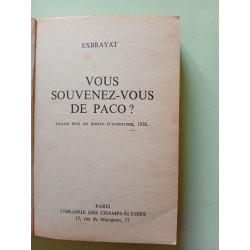 EXBRAYAT
VOUS
SOUVENEZ-VOUS
DE PACO ?
GRAND PRIX DU ROMAN D'AVENTURES, 1958.
PARIS
LIBRAIRIE DES CHAMPS-ÉLYSÉES
17, rue de Marignan, 17